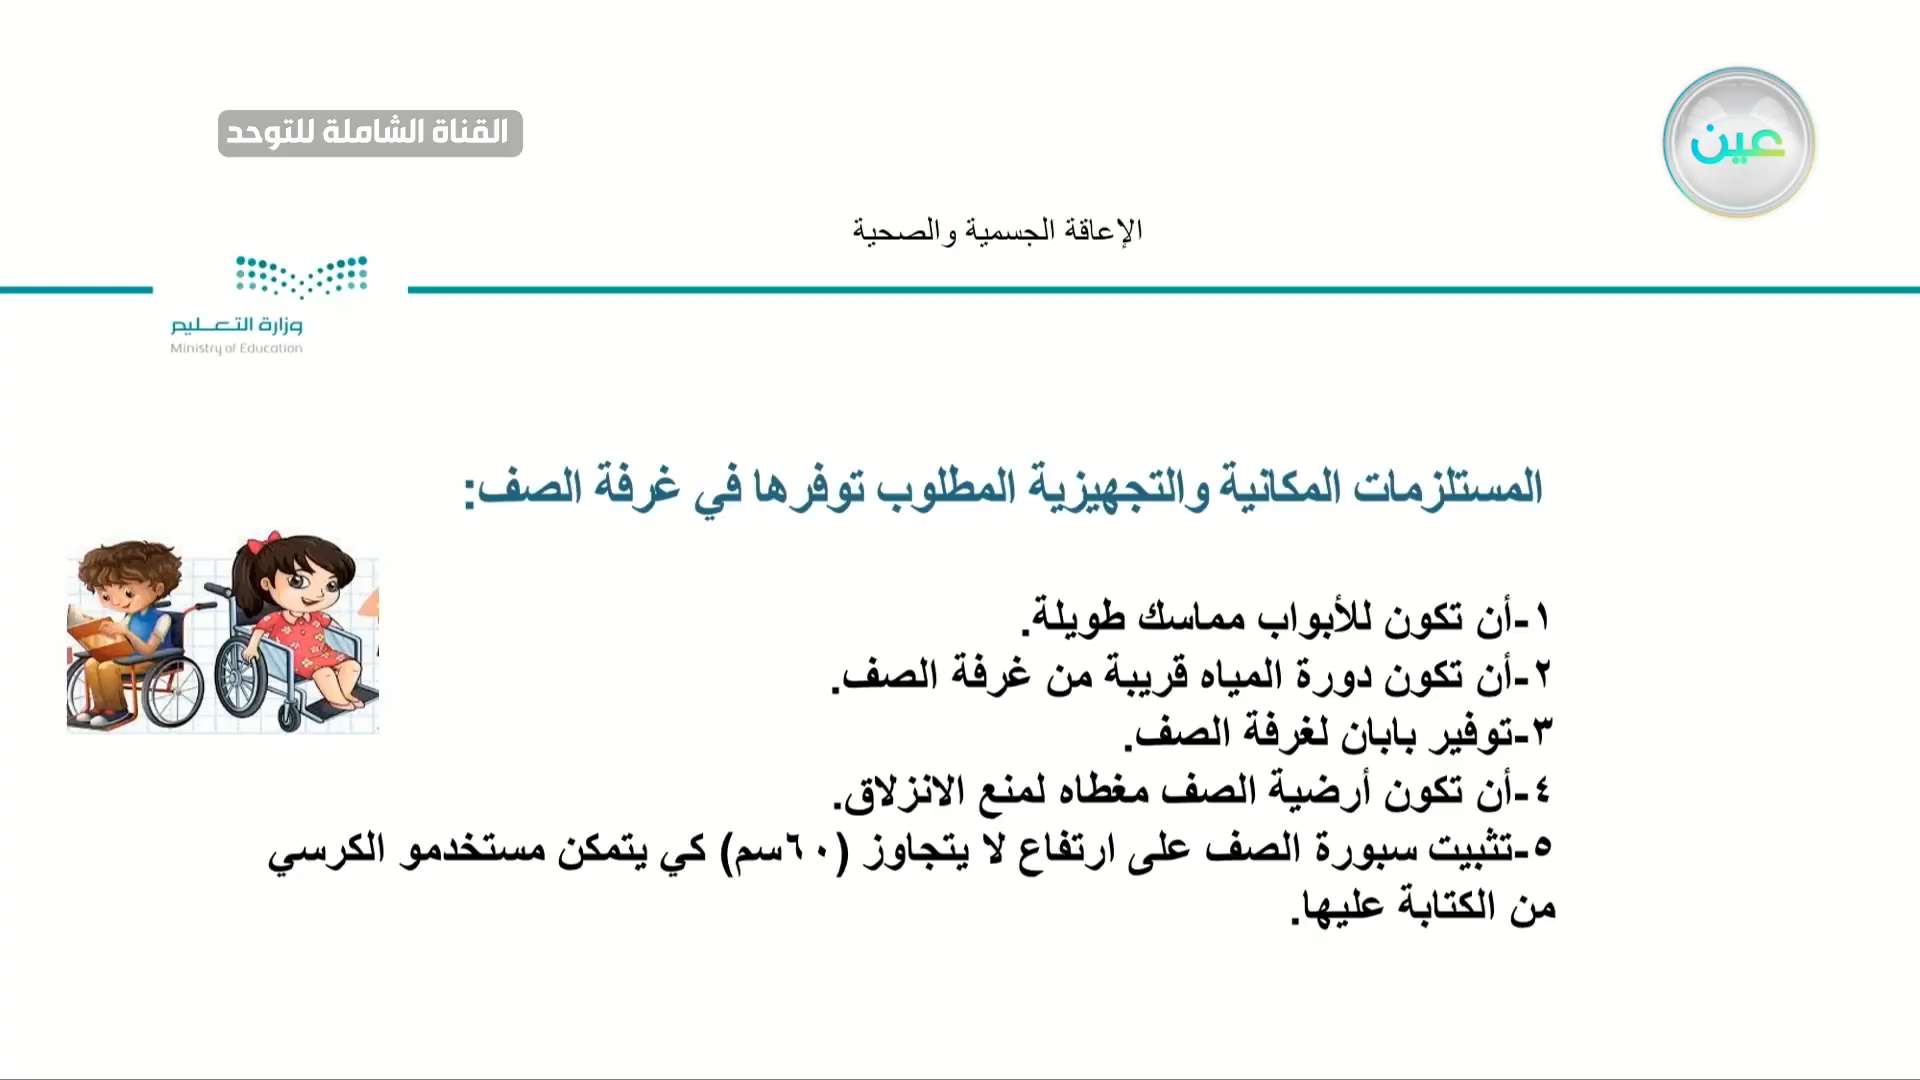 القناة الشاملة للتوحد
عين
الإعاقة الجسمية والصحية
وزارة التعـليم
Ministry of Education
المستلزمات المكانية والتجهيزية المطلوب توفرها في غرفة الصف:
١-أن تكون للأبواب مماسك طويلة.
٢-أن تكون دورة المياه قريبة من غرفة الصف.
٣-توفير بابان لغرفة الصف.
٤-أن تكون أرضية الصف مغطاه لمنع الانزلاق.
٥-تثبيت سبورة الصف على ارتفاع لا يتجاوز (٦٠سم) كي يتمكن مستخدمو الكرسي
من الكتابة عليها.